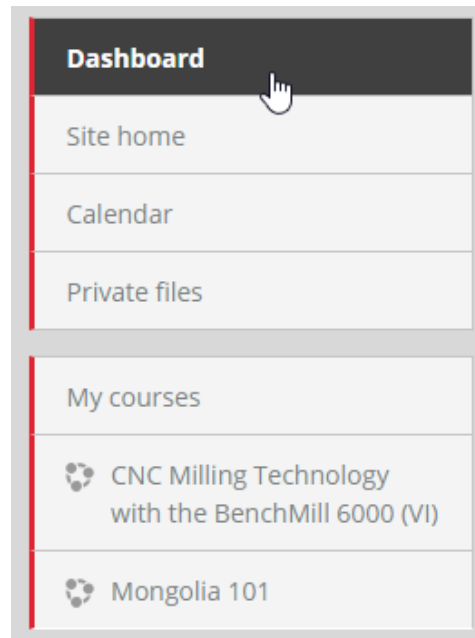 Dashboard
Site home
Calendar
Private files
My courses
CNC Milling Technology
with the BenchMill 6000 (VI)
Mongolia 101